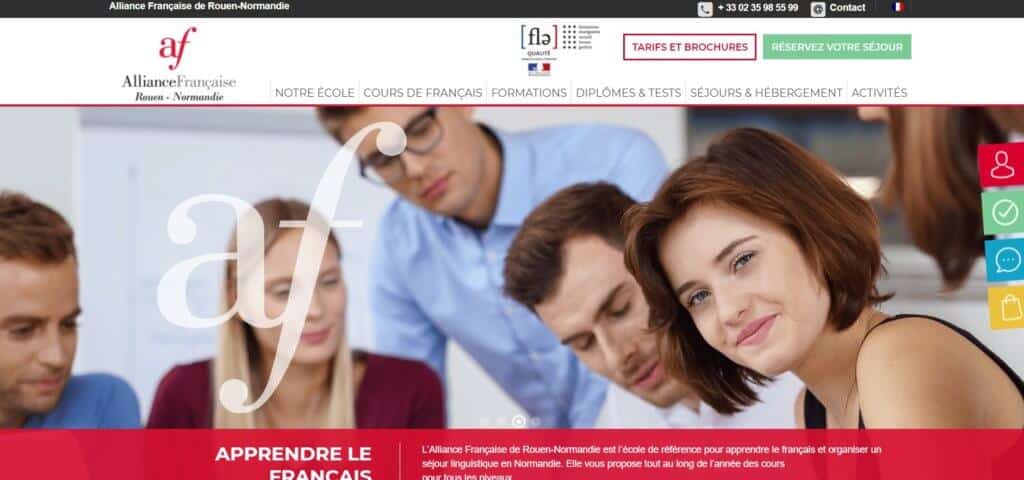 Alliance Française de Rouen-Normandie
+ 33 02 35 98 55 99
Contact
af
AllianceFrançaise
Rouen - Normandie
[flə]
QUALITÉ
TARIFS ET BROCHURES
RÉSERVEZ VOTRE SÉJOUR
NOTRE ÉCOLE
COURS DE FRANÇAIS
FORMATIONS
DIPLÔMES & TESTS
SÉJOURS & HÉBERGEMENT
ACTIVITÉS
af
APPRENDRE LE
FRANÇAIS
L'Alliance Française de Rouen-Normandie est l'école de référence pour apprendre le français et organiser un
séjour linguistique en Normandie. Elle vous propose tout au long de l'année des cours
pour tous les niveaux